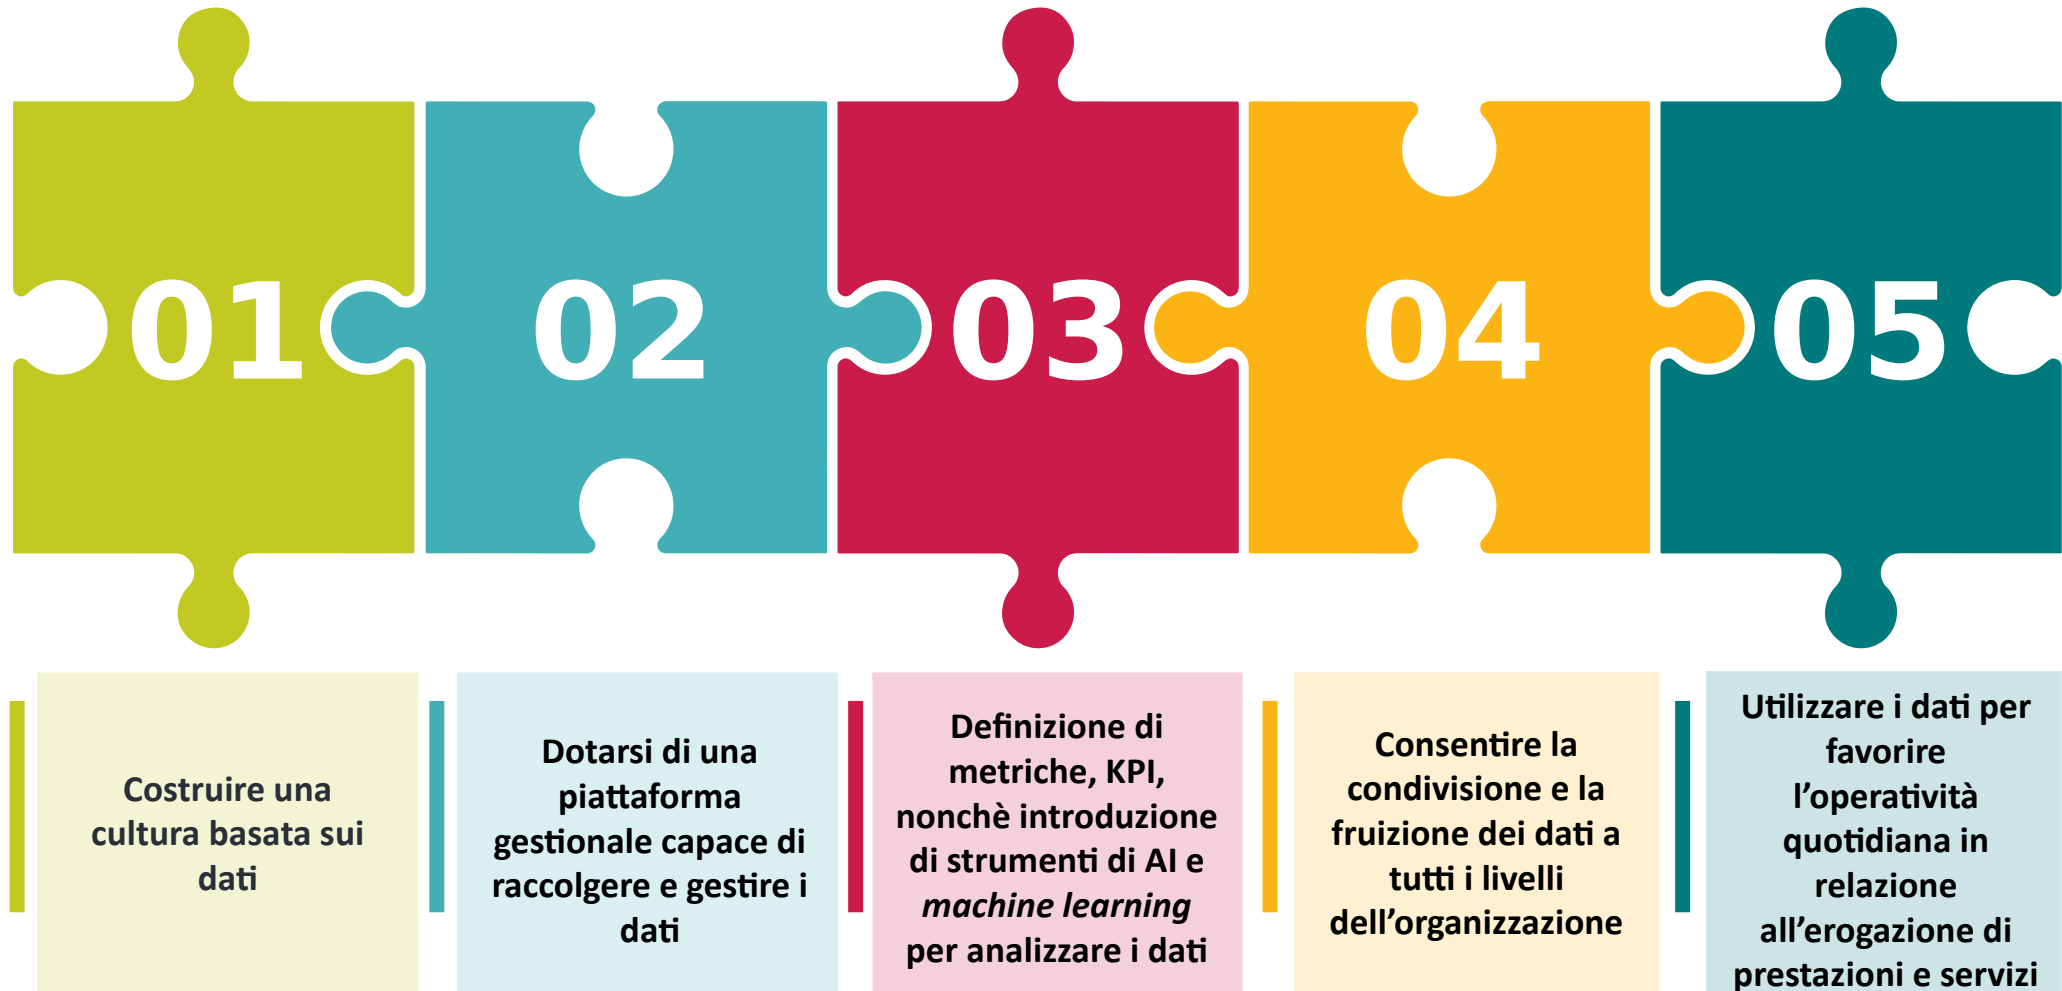 01
02
03
04
05
Costruire una
cultura basata sui
dati
Dotarsi di una
piattaforma
gestionale capace di
raccolgere e gestire i
dati
Definizione di
metriche, KPI,
nonchè introduzione
di strumenti di AI e
machine learning
per analizzare i dati
Consentire la
condivisione e la
fruizione dei dati a
tutti i livelli
dell’organizzazione
Utilizzare i dati per
favorire
l’operatività
quotidiana in
relazione
all’erogazione di
prestazioni e servizi